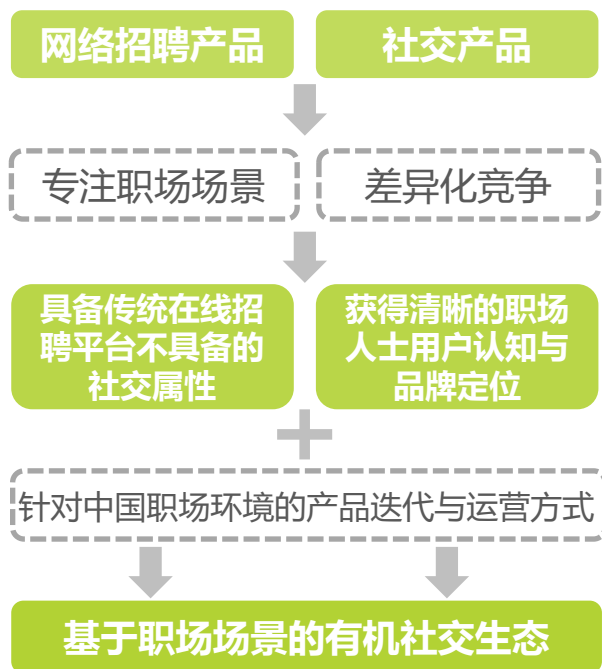 网络招聘产品
社交产品
专注职场场景
差异化竞争
具备传统在线招
聘平台不具备的
社交属性
获得清晰的职场
人士用户认知与
品牌定位
针对中国职场环境的产品迭代与运营方式
基于职场场景的有机社交生态